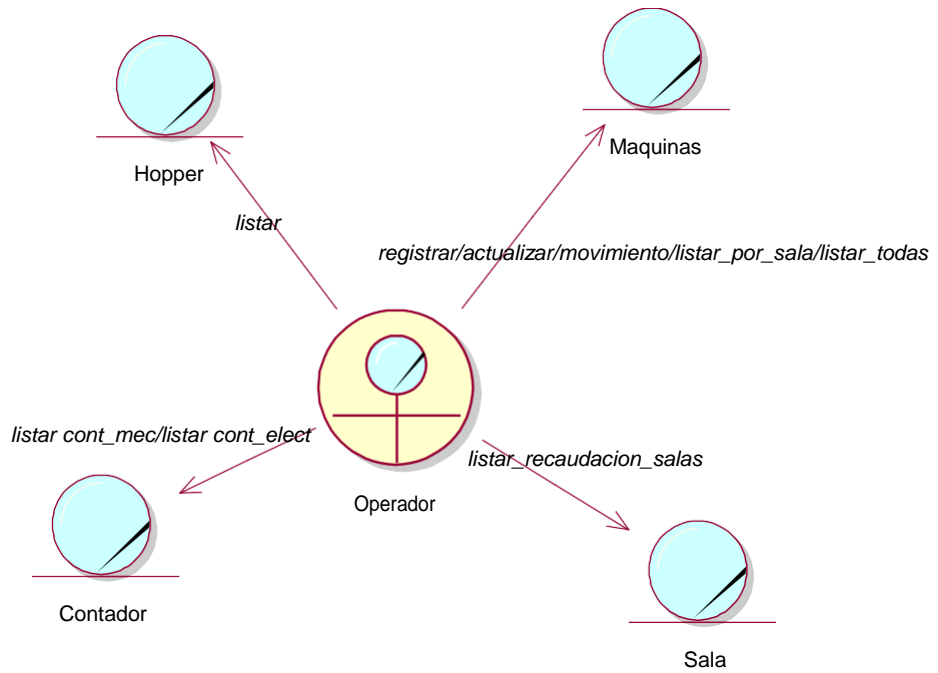 Maquinas
Hopper
listar
registrar/actualizar/movimiento/listar_por_sala/listar_todas
listar cont_mec/listar cont_elect
listar_recaudacion_salas
Operador
Contador
Sala